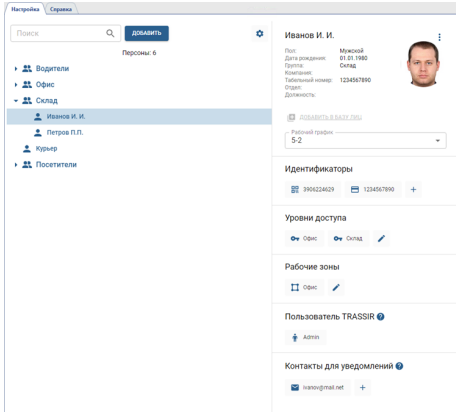 Настройка Справка
Поиск
ДОБАВИТЬ
Персоны: 6
Водители
Офис
Склад
Иванов И. И.
Петров П.П.
Курьер
Посетители
Иванов И. И.
Пол: Мужской
Дата рождения: 01.01.1980
Группа: Склад
Компания:
Табельный номер: 1234567890
Отдел:
Должность:
ДОБАВИТЬ В БАЗУ ЛИЦ
Рабочий график
5-2
Идентификаторы
3906224629 1234567890 +
Уровни доступа
Офис Склад
Рабочие зоны
Офис
Пользователь TRASSIR ?
Admin
Контакты для уведомлений ?
ivanov@mail.net +